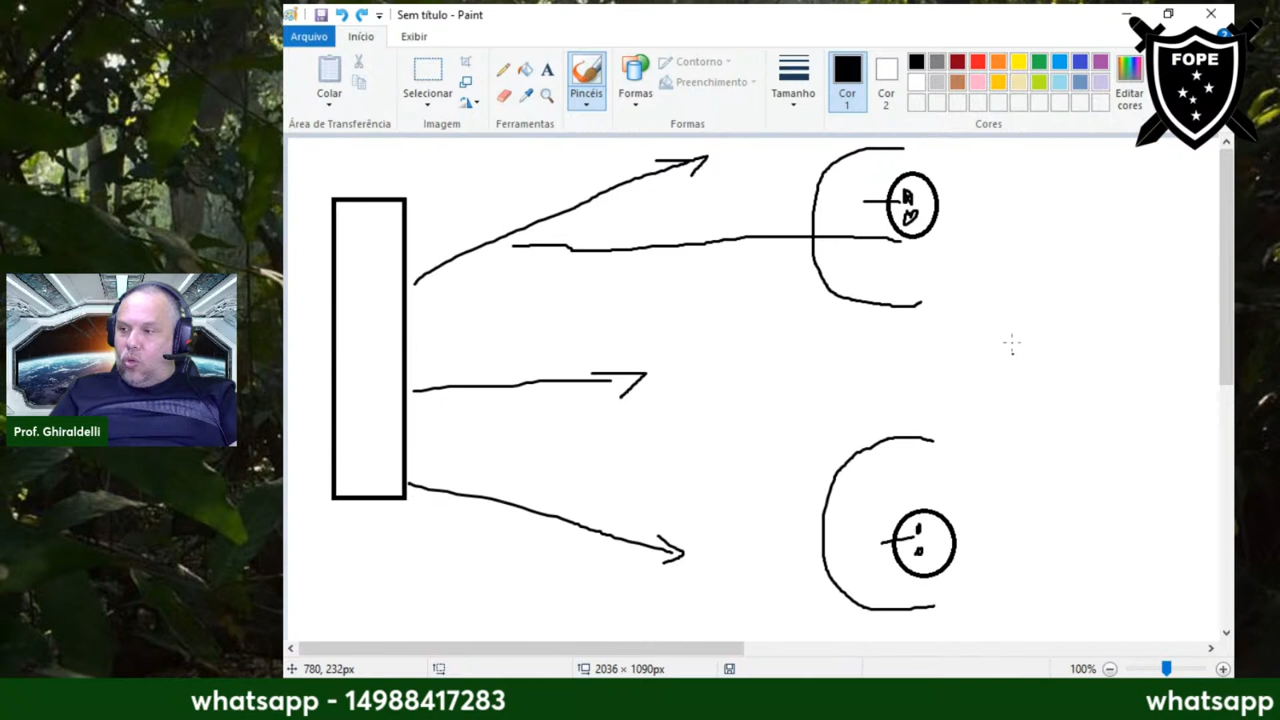 Sem título - Paint
Arquivo Início Exibir
FOPE
Colar
Selecionar
A
Pincéis
Formas
Contorno
Preenchimento
Tamanho
Cor 1
Cor 2
Editar cores
Área de Transferência
Imagem
Ferramentas
Formas
Cores
Prof. Ghiraldelli
780, 232px
2036 × 1090px
100%
whatsapp - 14988417283
whatsapp